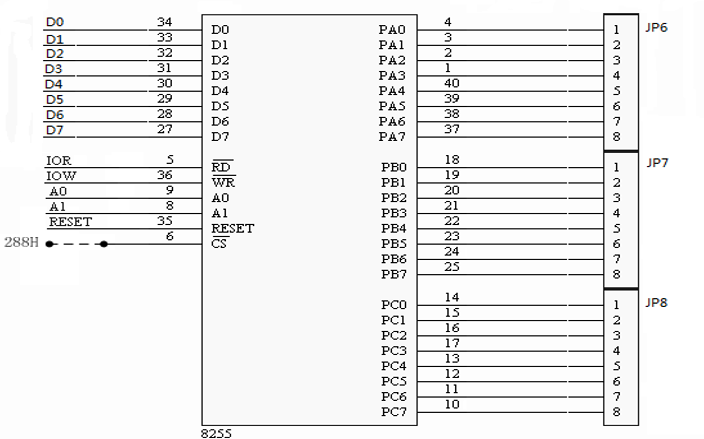 D0 34 D0 PA0 4 1 JP6
D1 33 D1 PA1 3 2
D2 32 D2 PA2 2 3
D3 31 D3 PA3 1 4
D4 30 D4 PA4 40 5
D5 29 D5 PA5 39 6
D6 28 D6 PA6 38 7
D7 27 D7 PA7 37 8
IOR 5 RD PB0 18 1 JP7
IOW 36 WR PB1 19 2
A0 9 A0 PB2 20 3
A1 8 A1 PB3 21 4
RESET 35 RESET PB4 22 5
288H 6 CS PB5 23 6
PB6 24 7
PB7 25 8
PC0 14 1 JP8
PC1 15 2
PC2 16 3
PC3 17 4
PC4 13 5
PC5 12 6
PC6 11 7
PC7 10 8
8255